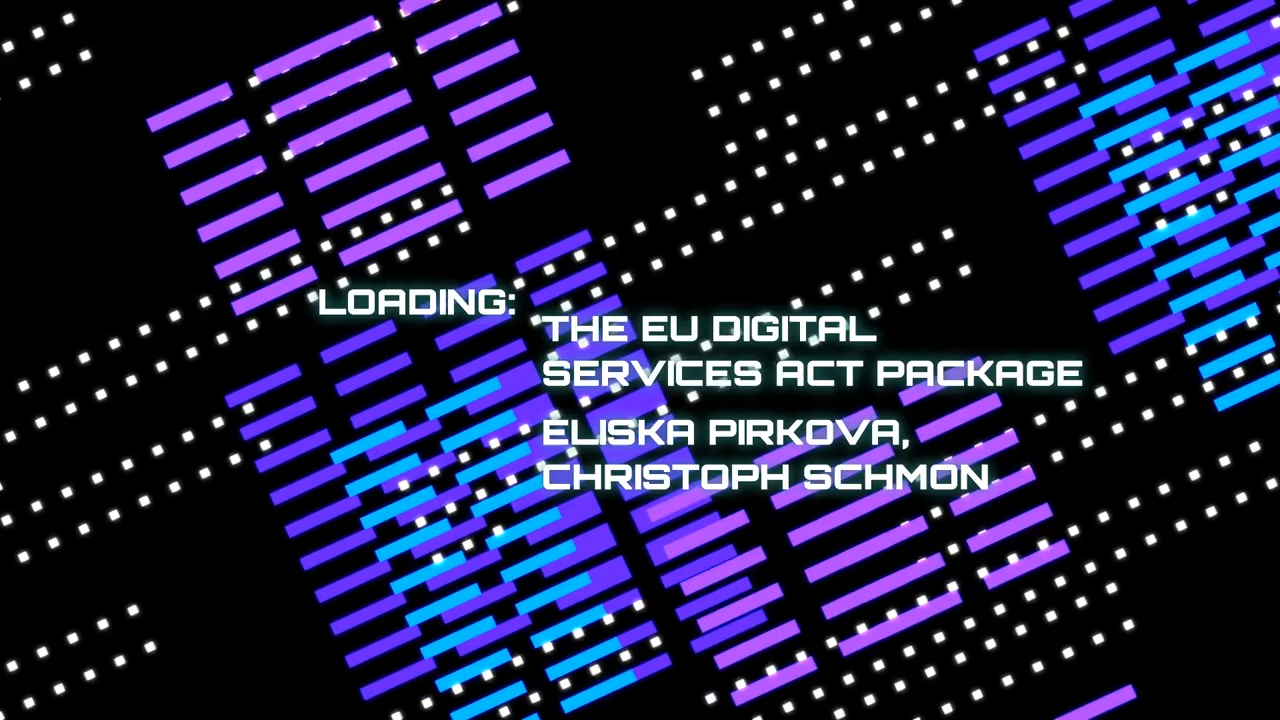 LOADING:
THE EU DIGITAL
SERVICES ACT PACKAGE
ELISKA PIRKOVA,
CHRISTOPH SCHMON